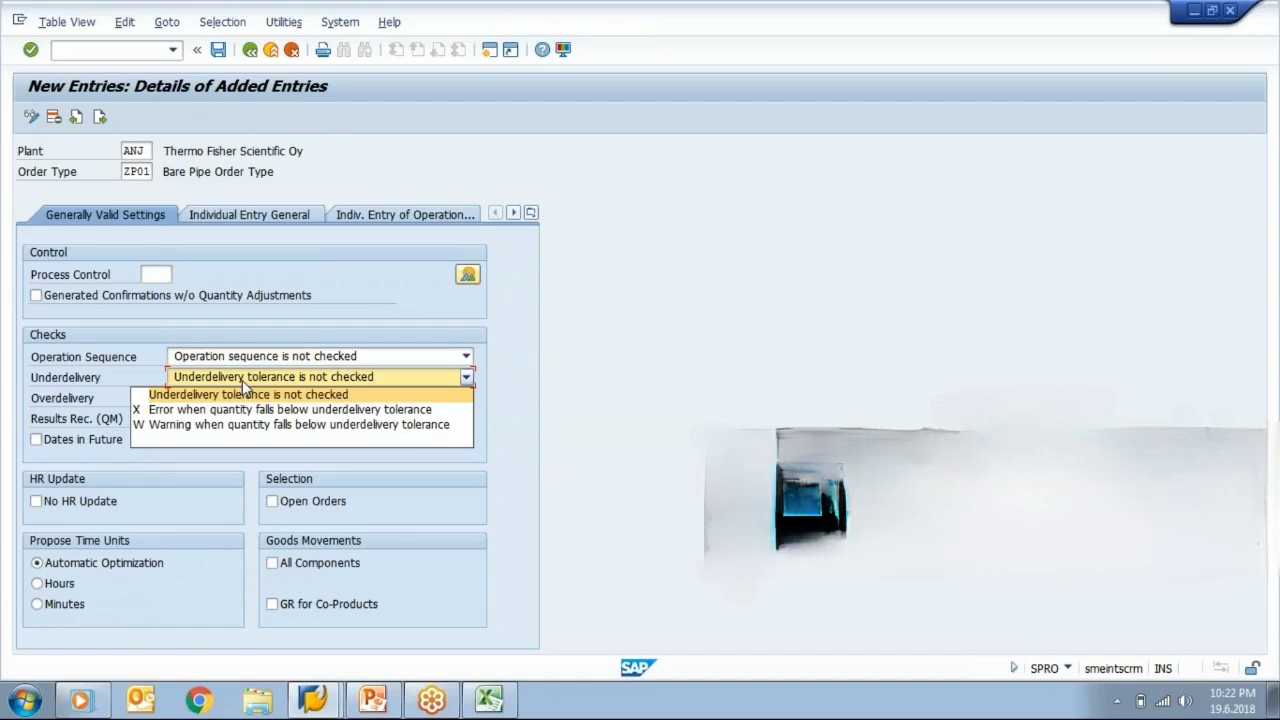 Table View Edit Goto Selection Utilities System Help
New Entries: Details of Added Entries
Plant ANJ Thermo Fisher Scientific Oy
Order Type ZP01 Bare Pipe Order Type
Generally Valid Settings Individual Entry General Indiv. Entry of Operation...
Control
Process Control
Generated Confirmations w/o Quantity Adjustments
Checks
Operation Sequence Operation sequence is not checked
Underdelivery Underdelivery tolerance is not checked
Underdelivery tolerance is not checked
Overdelivery
X Error when quantity falls below underdelivery tolerance
Results Rec. (QM)
W Warning when quantity falls below underdelivery tolerance
Dates in Future
HR Update Selection
No HR Update Open Orders
Propose Time Units Goods Movements
Automatic Optimization All Components
Hours
Minutes GR for Co-Products
SAP SPRO smeintscrm INS
10:22 PM
19.6.2018